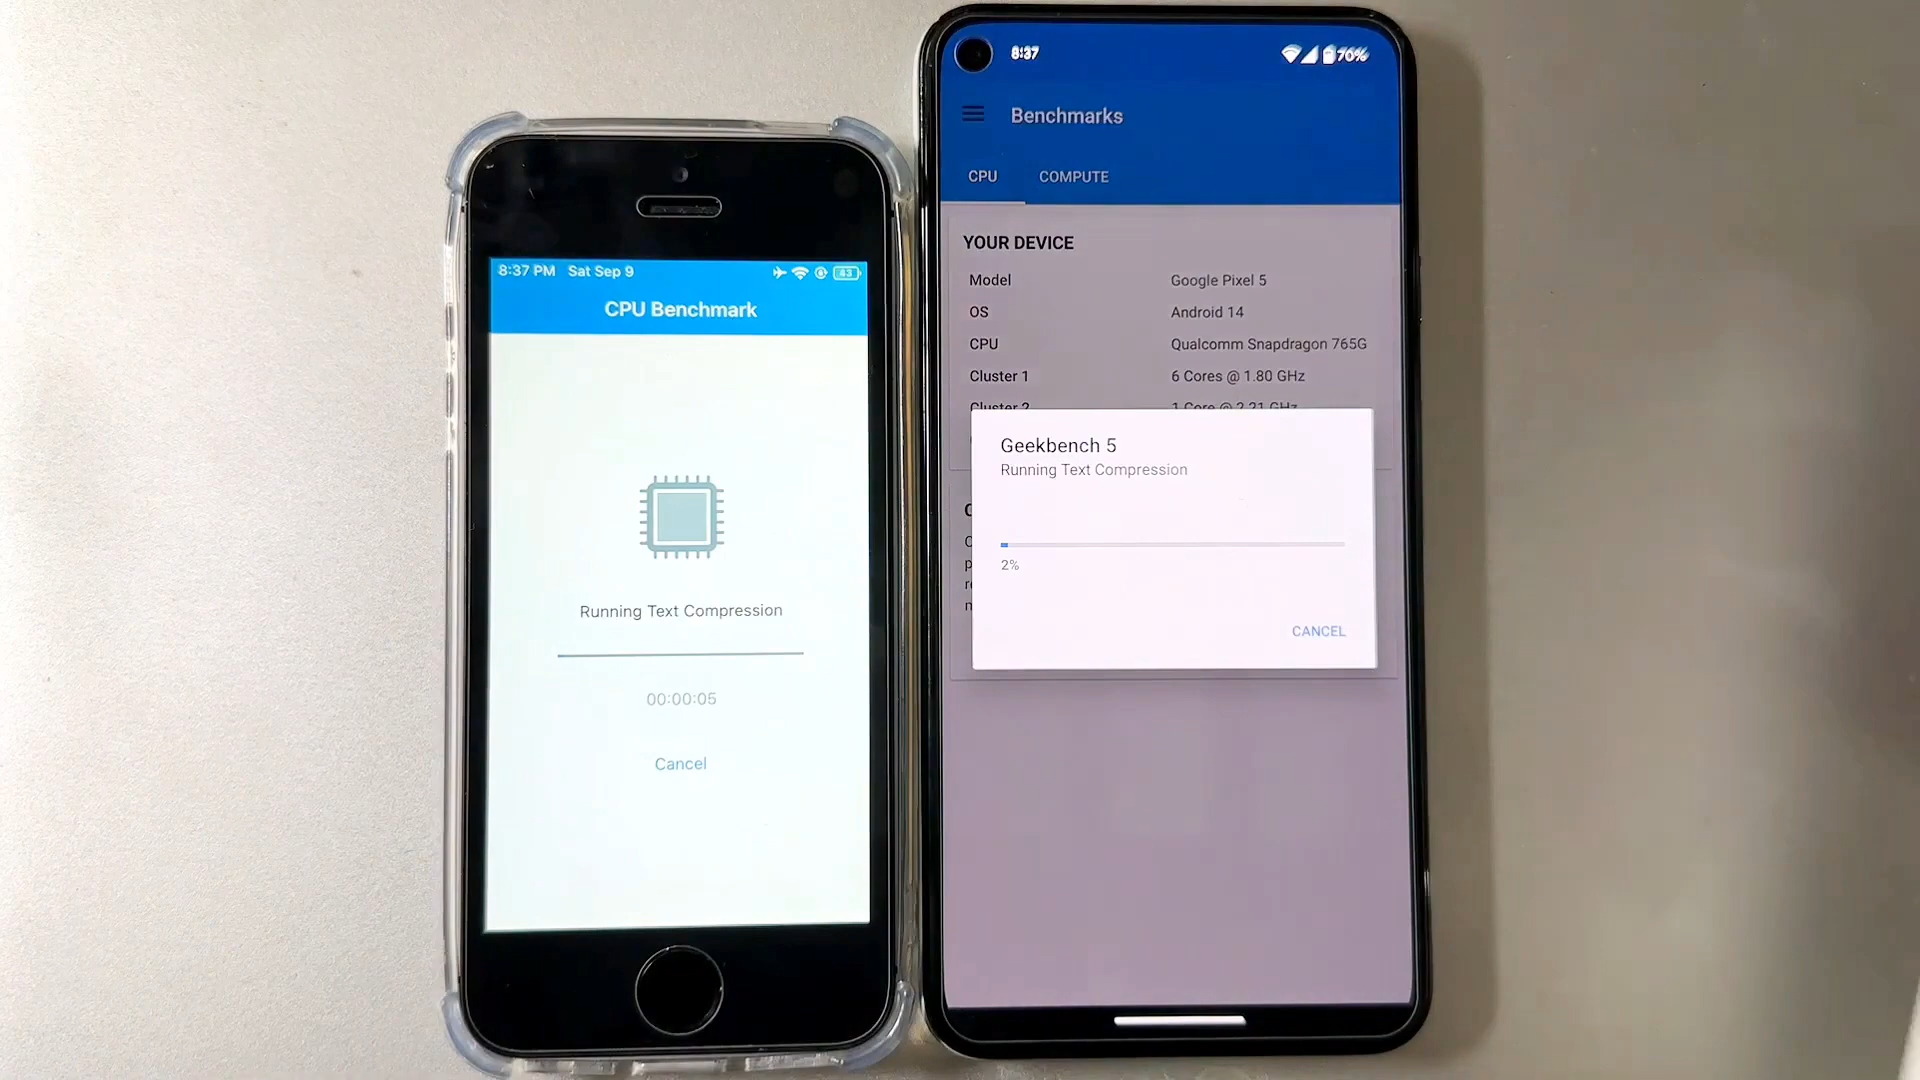 8:37 PM Sat Sep 9
43
CPU Benchmark
Running Text Compression
00:00:05
Cancel
8:37
70%
Benchmarks
CPU COMPUTE
YOUR DEVICE
Model Google Pixel 5
OS Android 14
CPU Qualcomm Snapdragon 765G
Cluster 1 6 Cores @ 1.80 GHz
Cluster 2 1 Core @ 2.21 GHz
Geekbench 5
Running Text Compression
2%
CANCEL